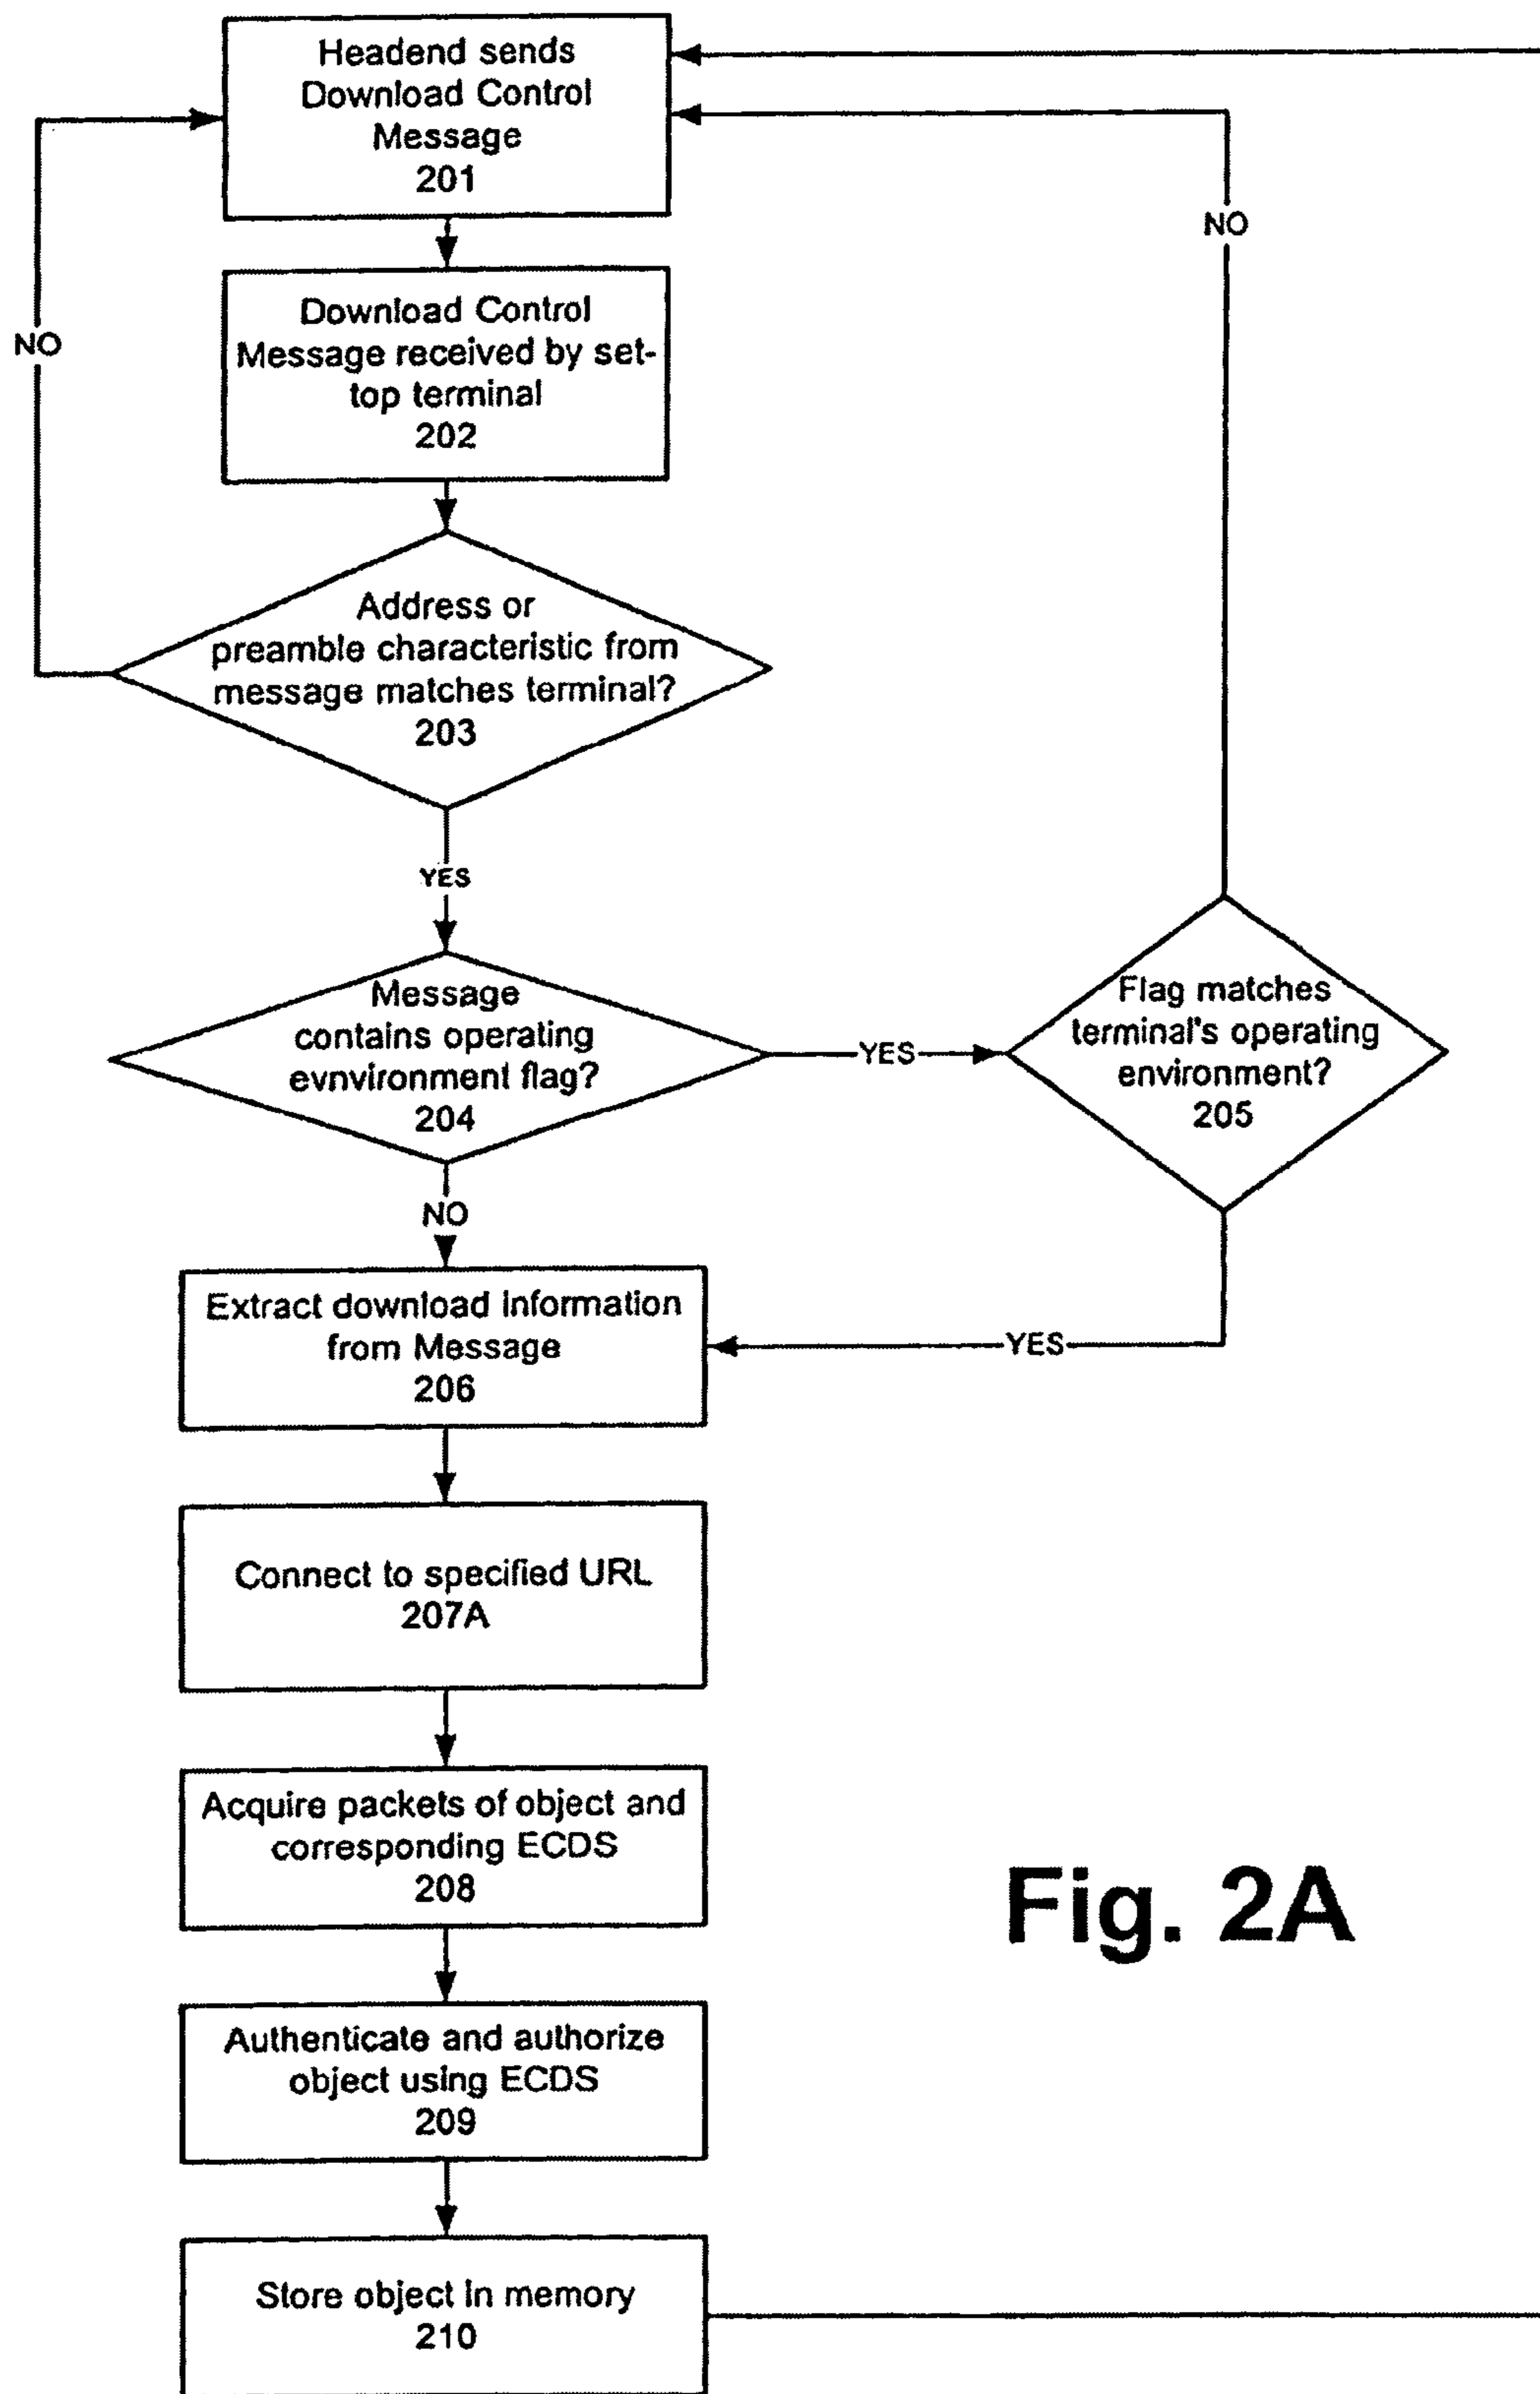 Headend sends
Download Control
Message
201
NO
NO
Download Control
Message received by set-
top terminal
202
Address or
preamble characteristic from
message matches terminal?
203
YES
Message
contains operating
evnvironment flag?
204
YES
Flag matches
terminal's operating
environment?
205
NO
Extract download information
from Message
206
YES
Connect to specified URL
207A
Acquire packets of object and
corresponding ECDS
208
Fig. 2A
Authenticate and authorize
object using ECDS
209
Store object in memory
210